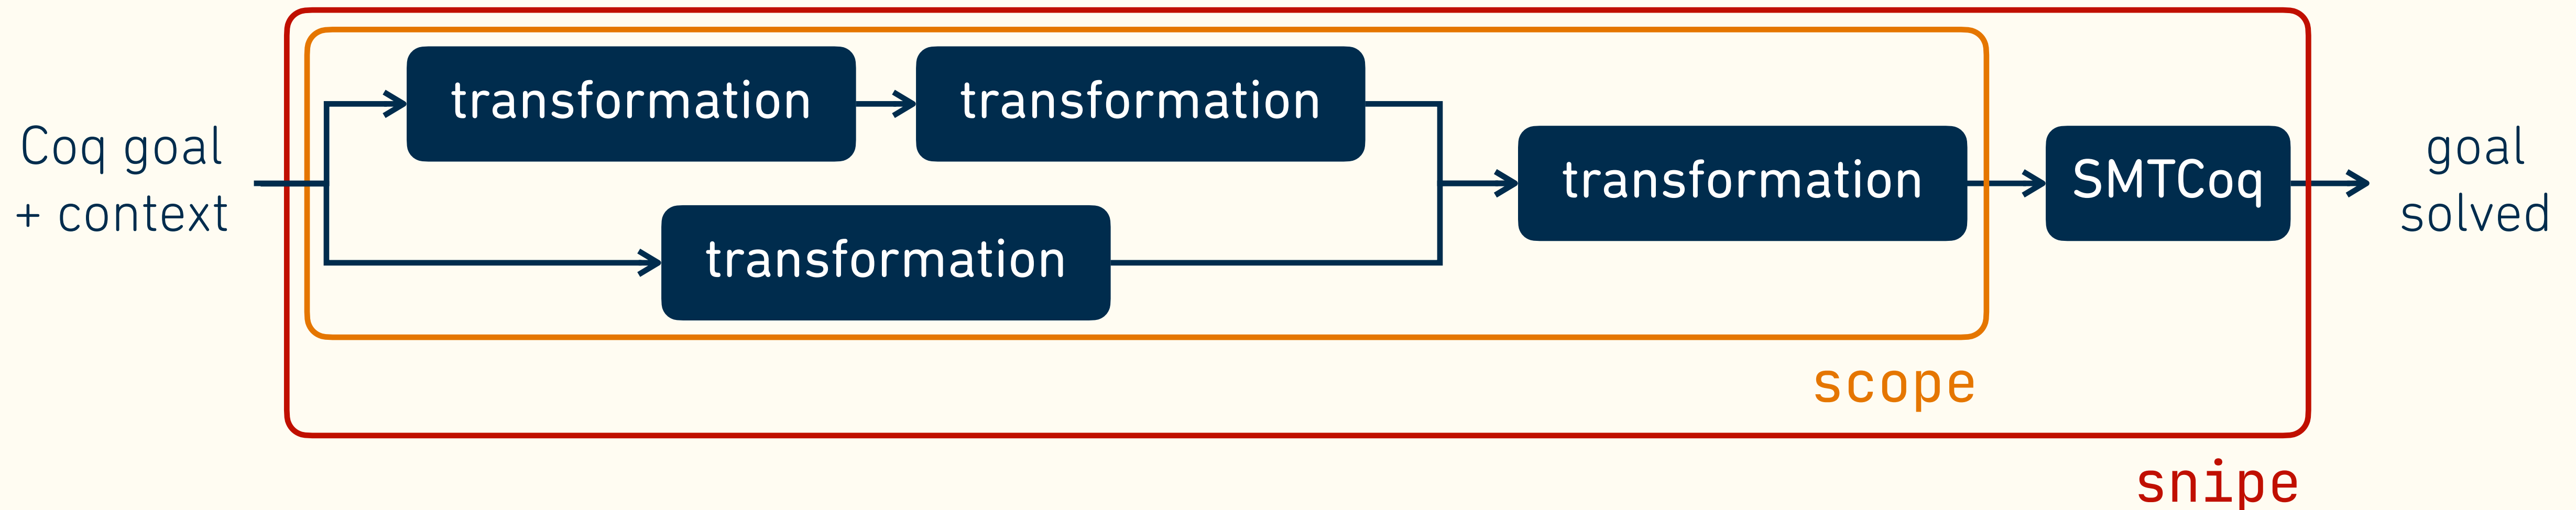 Coq goal
+ context
transformation
transformation
transformation
transformation
SMTCoq
goal
solved
scope
snipe